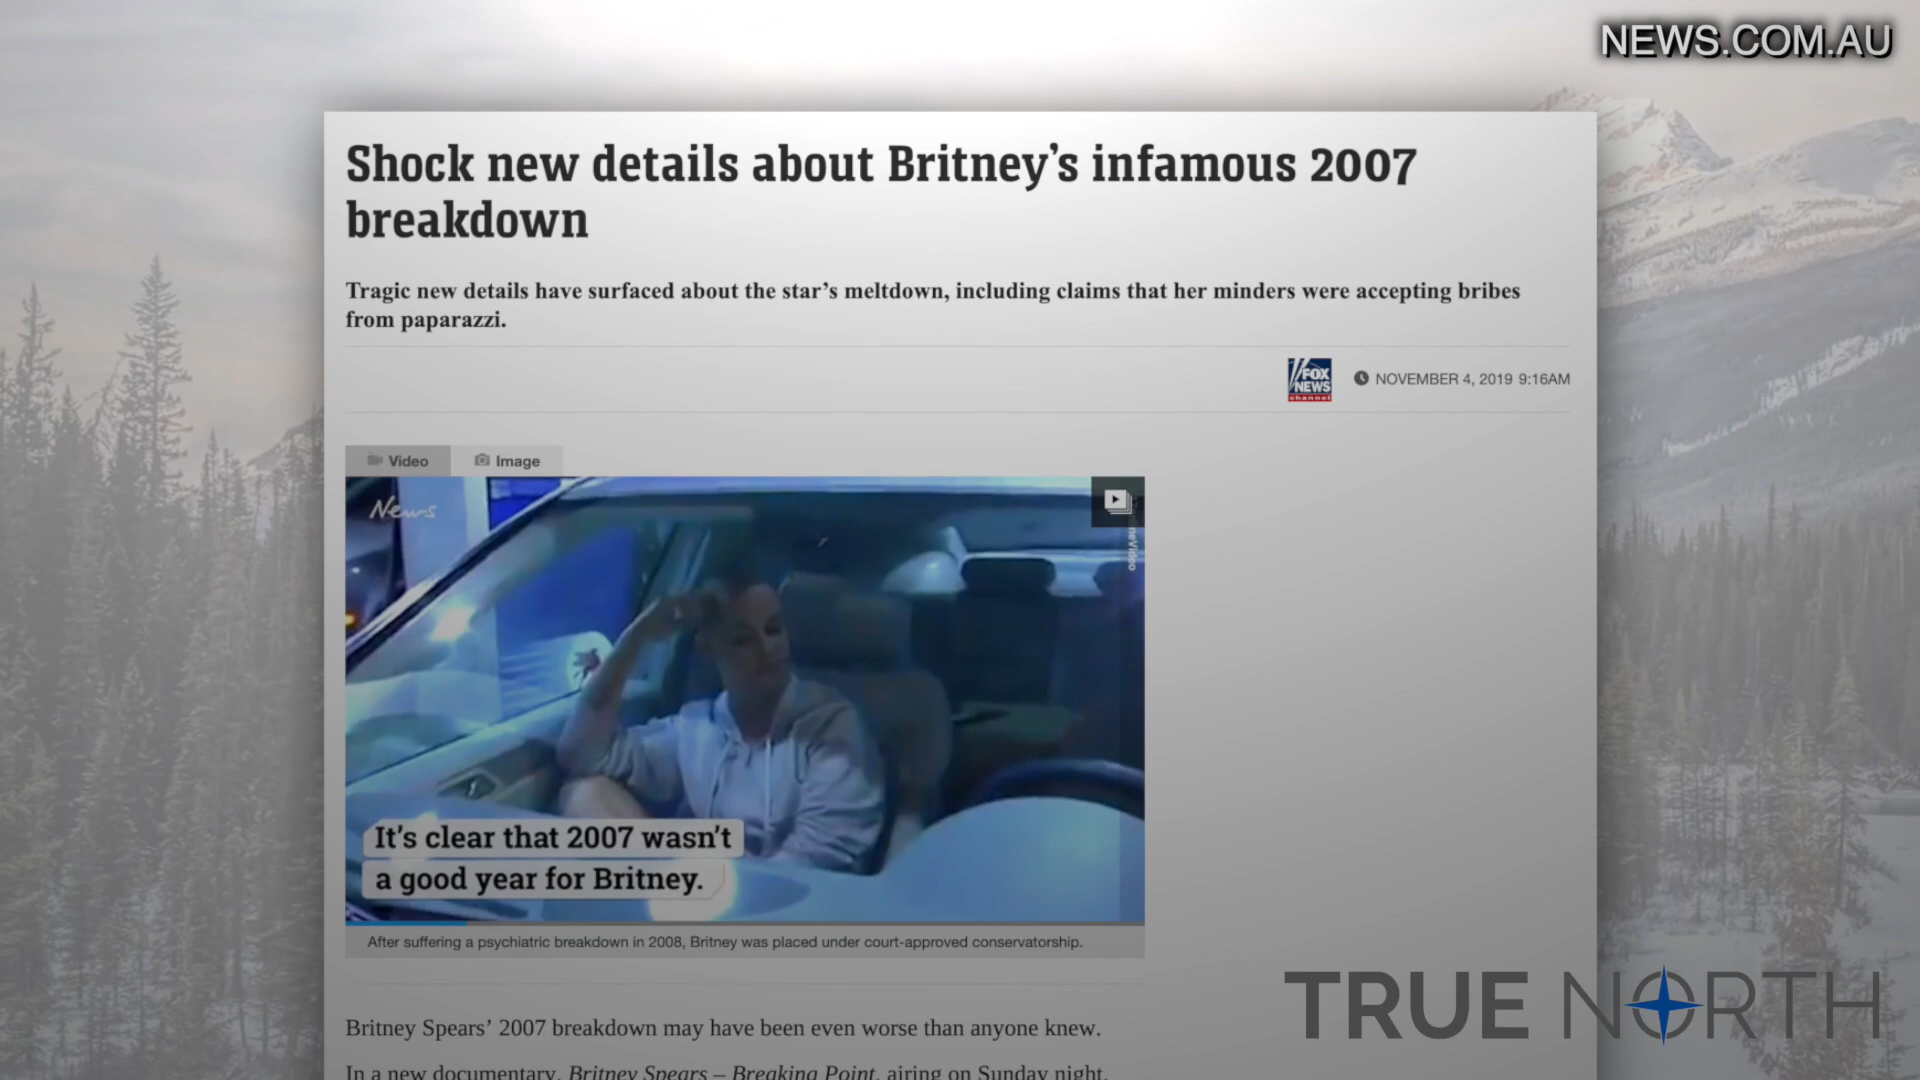 NEWS.COM.AU
Shock new details about Britney’s infamous 2007
breakdown
Tragic new details have surfaced about the star’s meltdown, including claims that her minders were accepting bribes
from paparazzi.
FOX
NEWS
channel
NOVEMBER 4, 2019 9:16AM
Video
Image
News
It’s clear that 2007 wasn’t
a good year for Britney.
After suffering a psychiatric breakdown in 2008, Britney was placed under court-approved conservatorship.
Britney Spears’ 2007 breakdown may have been even worse than anyone knew.
In a new documentary, Britney Spears – Breaking Point, airing on Sunday night,
TRUE NORTH